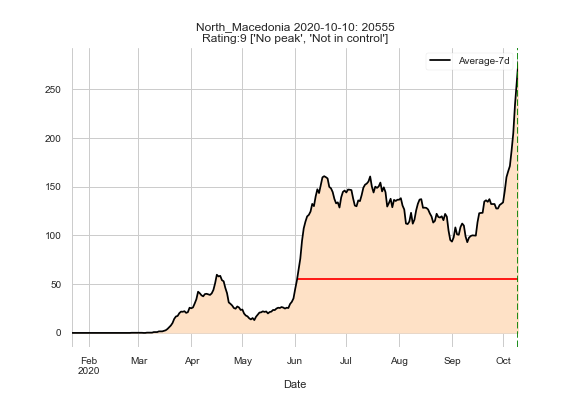 North_Macedonia 2020-10-10: 20555
Rating:9 ['No peak', 'Not in control']
Average-7d
250
200
150
100
50
0
Feb Mar Apr May Jun Jul Aug Sep Oct
2020
Date